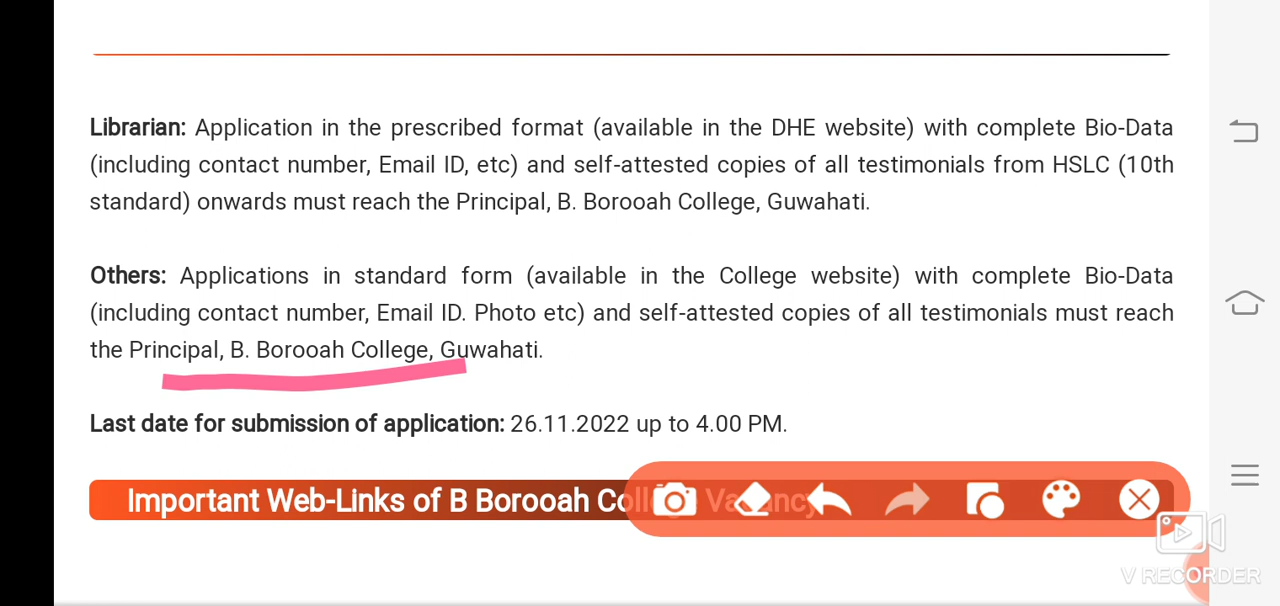 Librarian: Application in the prescribed format (available in the DHE website) with complete Bio-Data
(including contact number, Email ID, etc) and self-attested copies of all testimonials from HSLC (10th
standard) onwards must reach the Principal, B. Borooah College, Guwahati.
Others: Applications in standard form (available in the College website) with complete Bio-Data
(including contact number, Email ID. Photo etc) and self-attested copies of all testimonials must reach
the Principal, B. Borooah College, Guwahati.
Last date for submission of application: 26.11.2022 up to 4.00 PM.
Important Web-Links of B Borooah College Vacancy
V RECORDER